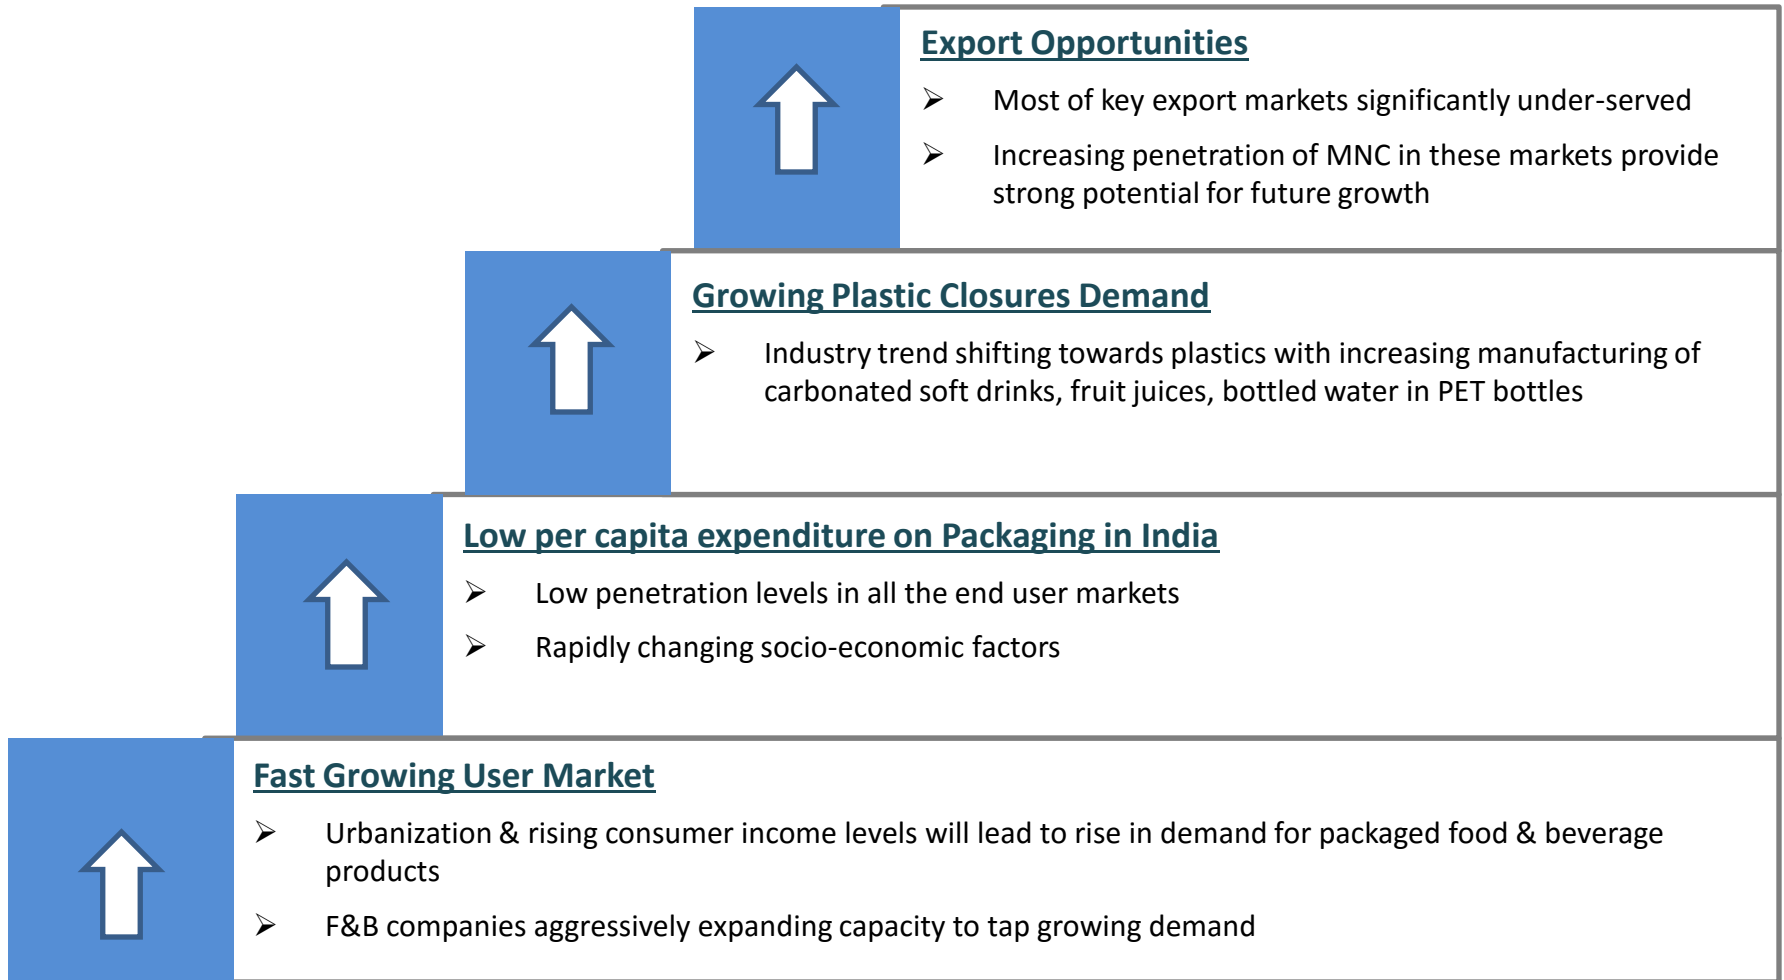 Export Opportunities
➢ Most of key export markets significantly under-served
➢ Increasing penetration of MNC in these markets provide
strong potential for future growth
Growing Plastic Closures Demand
➢ Industry trend shifting towards plastics with increasing manufacturing of
carbonated soft drinks, fruit juices, bottled water in PET bottles
Low per capita expenditure on Packaging in India
➢ Low penetration levels in all the end user markets
➢ Rapidly changing socio-economic factors
Fast Growing User Market
➢ Urbanization & rising consumer income levels will lead to rise in demand for packaged food & beverage
products
➢ F&B companies aggressively expanding capacity to tap growing demand